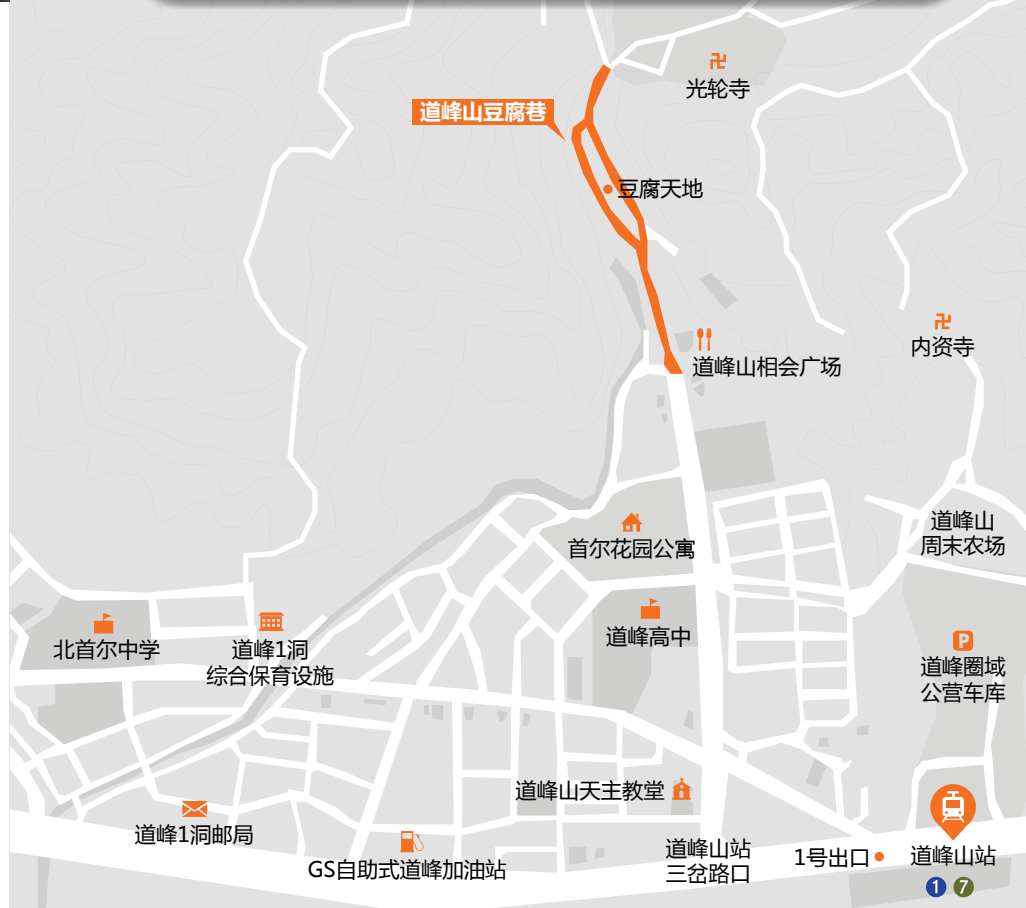 光轮寺
道峰山豆腐巷
豆腐天地
内资寺
道峰山相会广场
道峰山
周末农场
首尔花园公寓
道峰高中
北首尔中学
道峰1洞
综合保育设施
P
道峰圈域
公营车库
道峰山天主教堂
道峰1洞邮局
GS自助式道峰加油站
道峰山站
三岔路口
1号出口
道峰山站
1 7